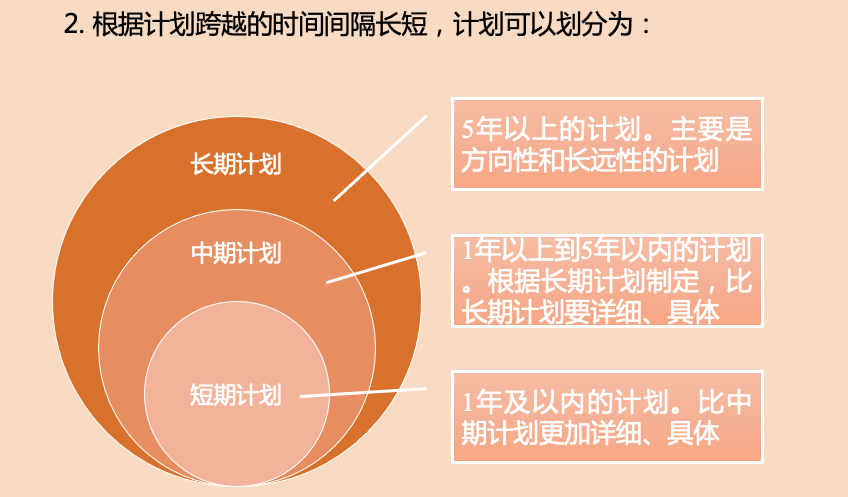 2. 根据计划跨越的时间间隔长短，计划可以划分为：
长期计划
5年以上的计划。主要是
方向性和长远性的计划
中期计划
1年以上到5年以内的计划
。根据长期计划制定，比
长期计划要详细、具体
短期计划
1年及以内的计划。比中
期计划更加详细、具体